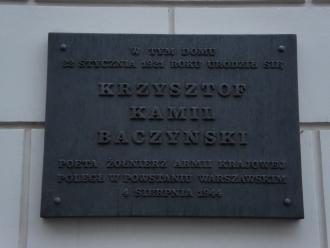 W TYM DOMU
22 STYCZNIA 1921 ROKU URODZIŁ SIĘ
KRZYSZTOF
KAMIL
BACZYŃSKI
POETA ŻOŁNIERZ ARMII KRAJOWEJ
POLEGŁ W POWSTANIU WARSZAWSKIM
4 SIERPNIA 1944